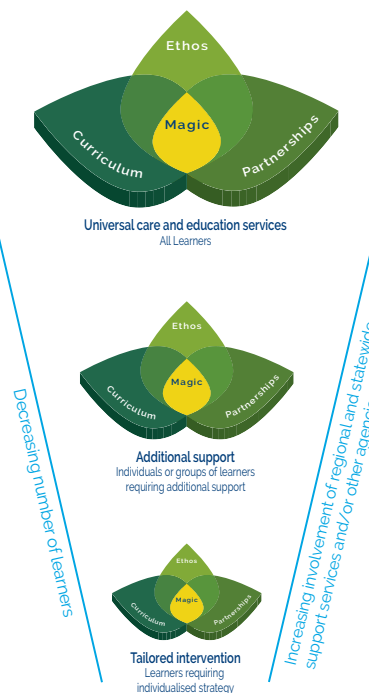 Ethos
Magic
Curriculum
Partnerships
Universal care and education services
All Learners
Decreasing number of learners
Increasing involvement of regional and statewide
support services and/or other
Ethos
Magic
Curriculum
Partnerships
Additional support
Individuals or groups of learners
requiring additional support
Ethos
Magic
Curriculum
Partnerships
Tailored intervention
Learners requiring
individualised strategy